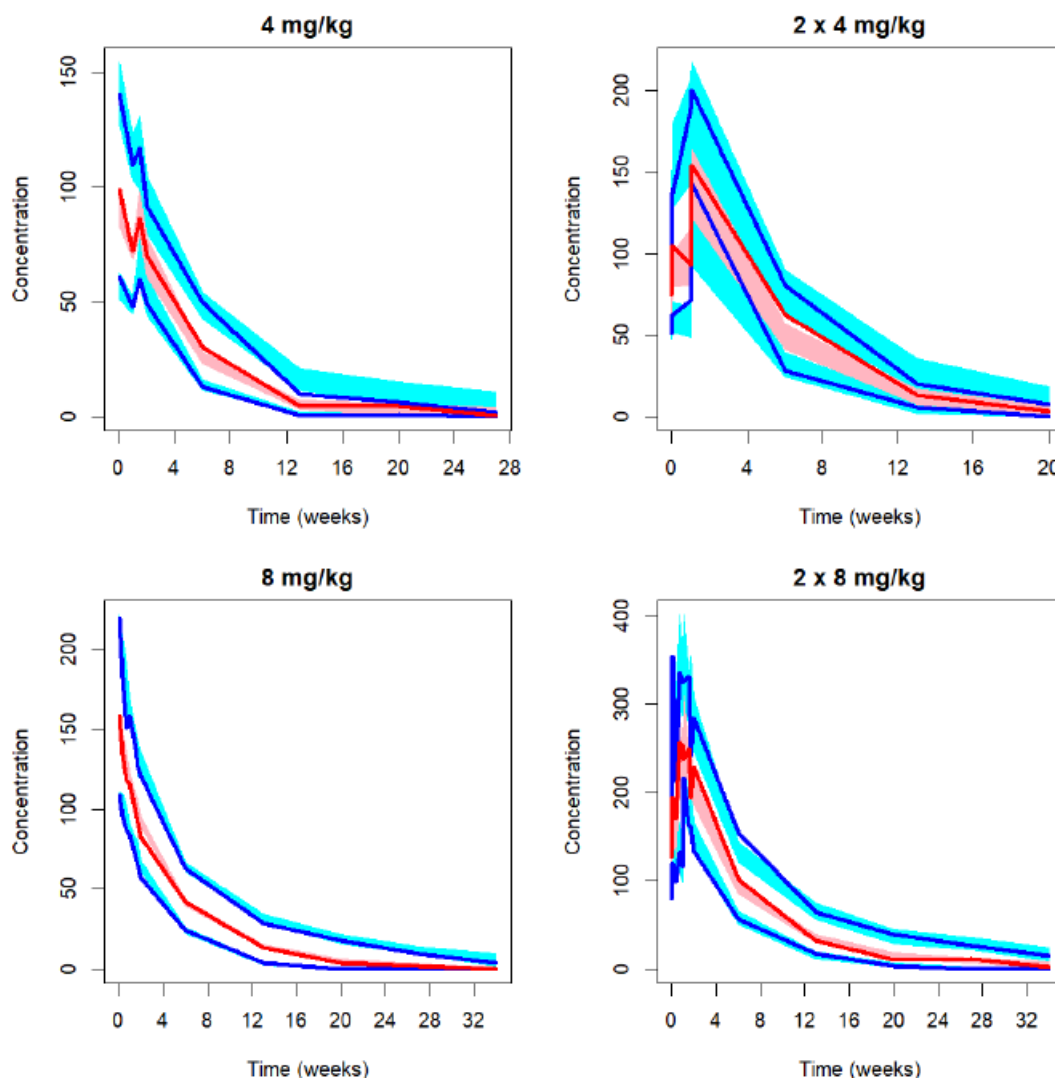 4 mg/kg
150
100
50
0
Concentration
0 4 8 12 16 20 24 28
Time (weeks)
2 x 4 mg/kg
200
150
100
50
0
Concentration
0 4 8 12 16 20
Time (weeks)
8 mg/kg
200
150
100
50
0
Concentration
0 4 8 12 16 20 24 28 32
Time (weeks)
2 x 8 mg/kg
400
300
200
100
0
Concentration
0 4 8 12 16 20 24 28 32
Time (weeks)